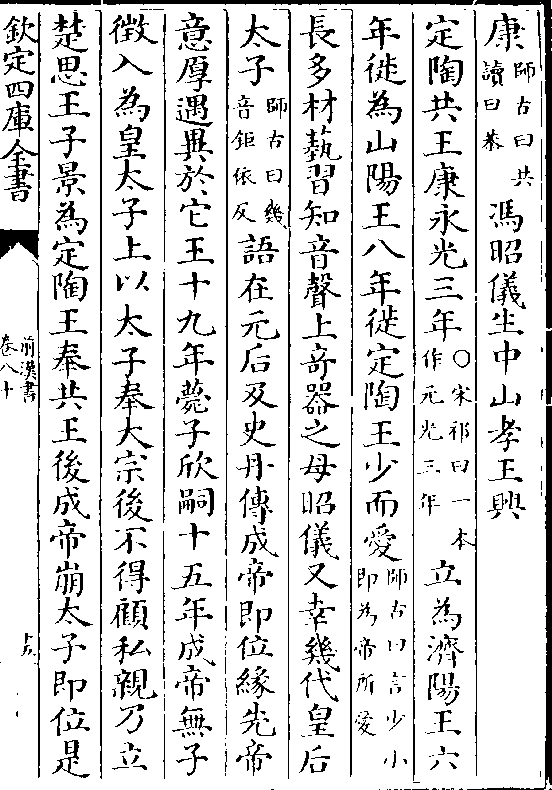 康師古曰共讀曰恭馮昭儀生中山孝王興
定陶共王康永光三年〇宋祁曰一本作元光三年立為濟陽王六
年徙為山陽王八年徙定陶王少而愛師古曰言少小即為帝所愛
長多材藝習知音聲上奇器之母昭儀又幸幾代皇后
太子師古曰幾音鉅依反語在元后及史丹傳成帝即位緣先帝
意厚遇異於它王十九年薨子欣嗣十五年成帝無子
徵入為皇太子上以太子奉大宗後不得顧私親乃立
楚思王子景為定陶王奉共王後成帝崩太子即位是
欽定四庫全書
前漢書
卷八十